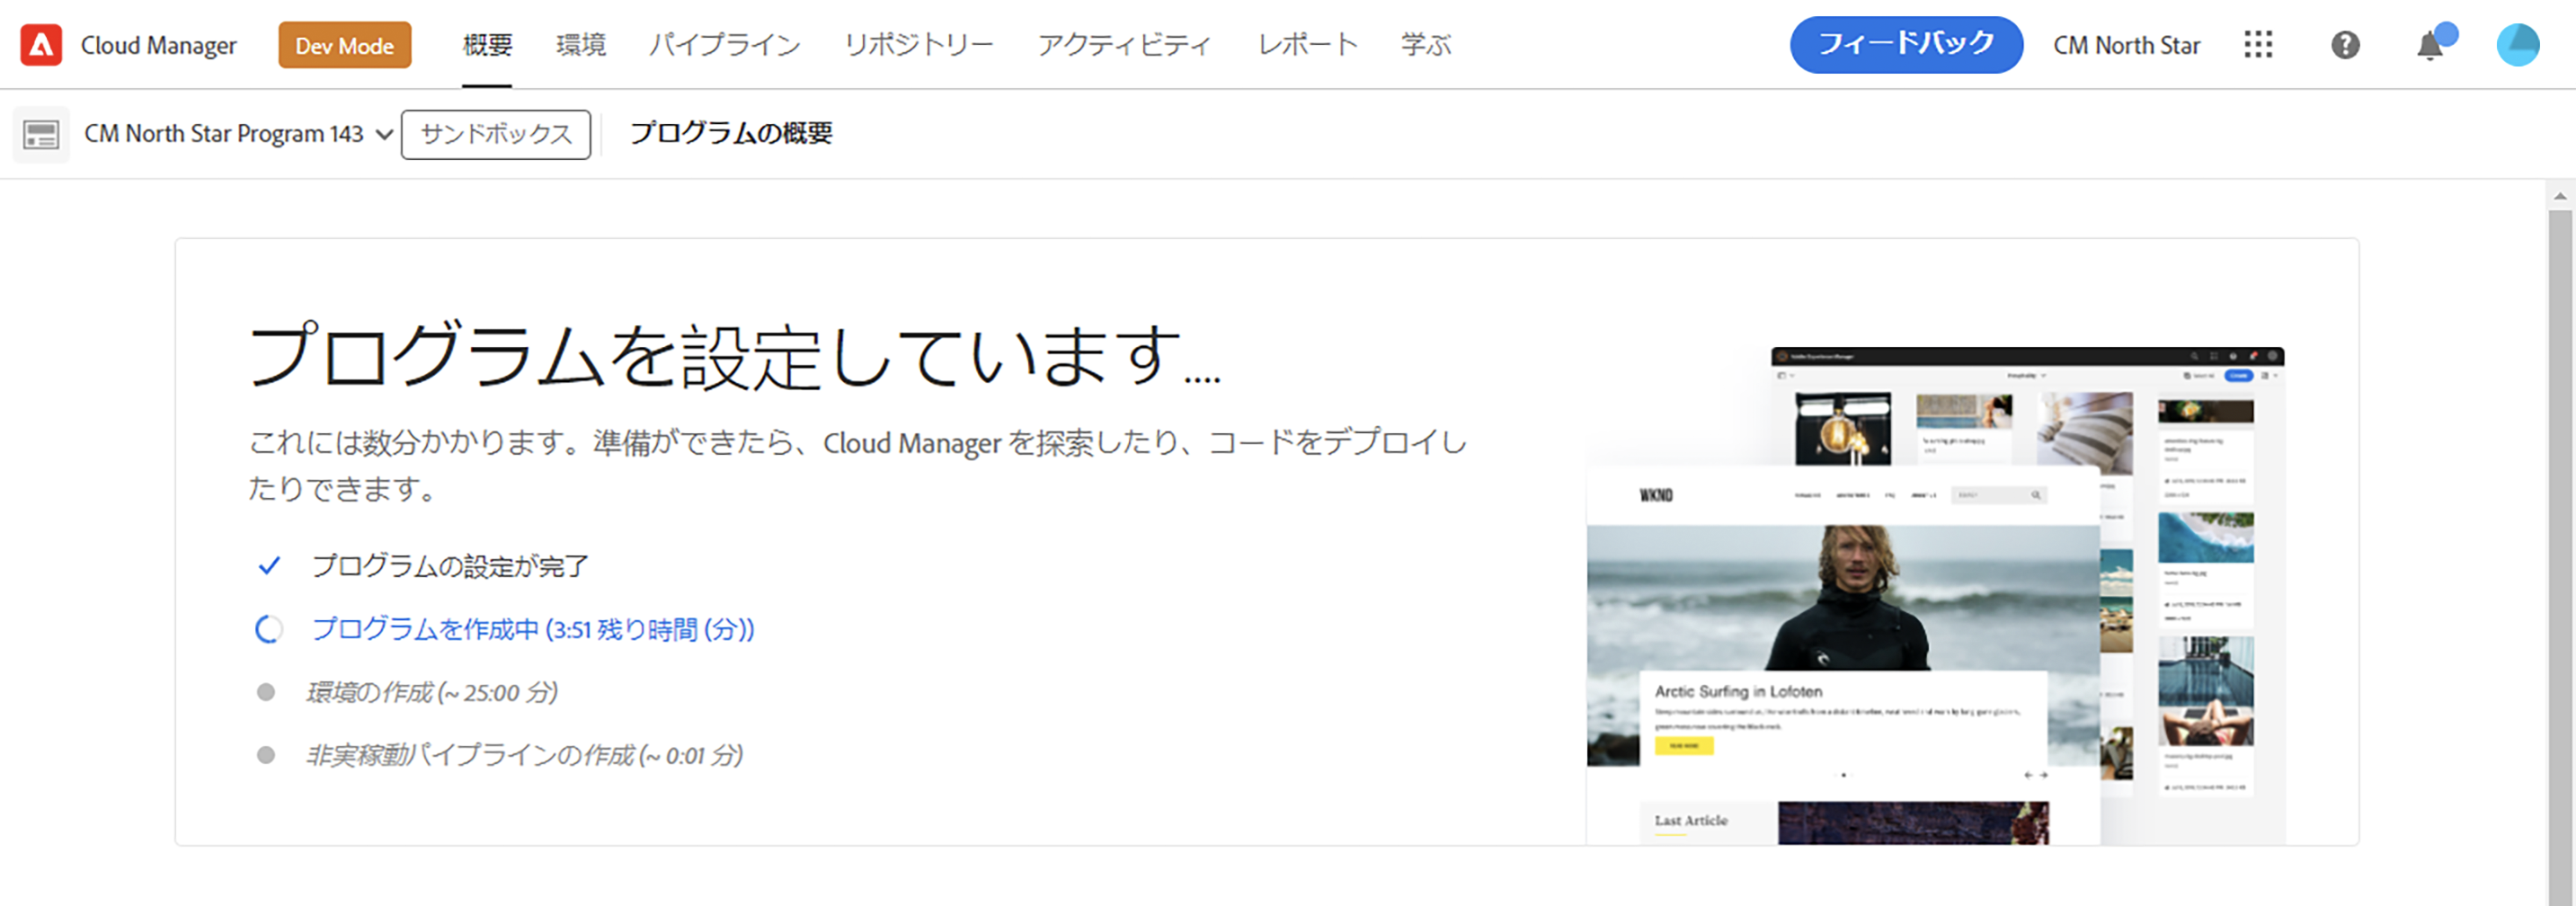 Cloud Manager Dev Mode 概要 環境 パイプライン リポジトリー アクティビティ レポート 学ぶ フィードバック CM North Star
CM North Star Program 143 サンドボックス プログラムの概要
プログラムを設定しています....
これには数分かかります。準備ができたら、Cloud Manager を探索したり、コードをデプロイし
たりできます。
プログラムの設定が完了
プログラムを作成中 (3:51 残り時間 (分))
環境の作成 (~ 25:00 分)
非実稼動パイプラインの作成 (~ 0:01 分)
WKND
Arctic Surfing in Lofoten
READ MORE
Last Article